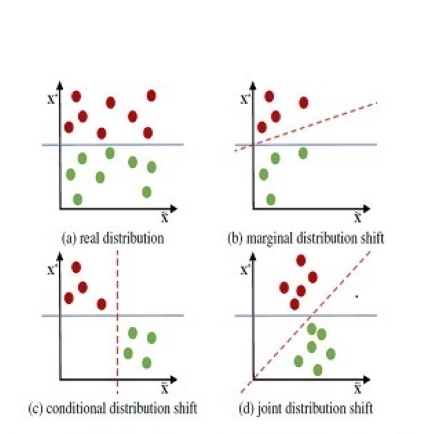 x* x*
x̃ x̃
(a) real distribution (b) marginal distribution shift
x* x*
x̃ x̃
(c) conditional distribution shift (d) joint distribution shift